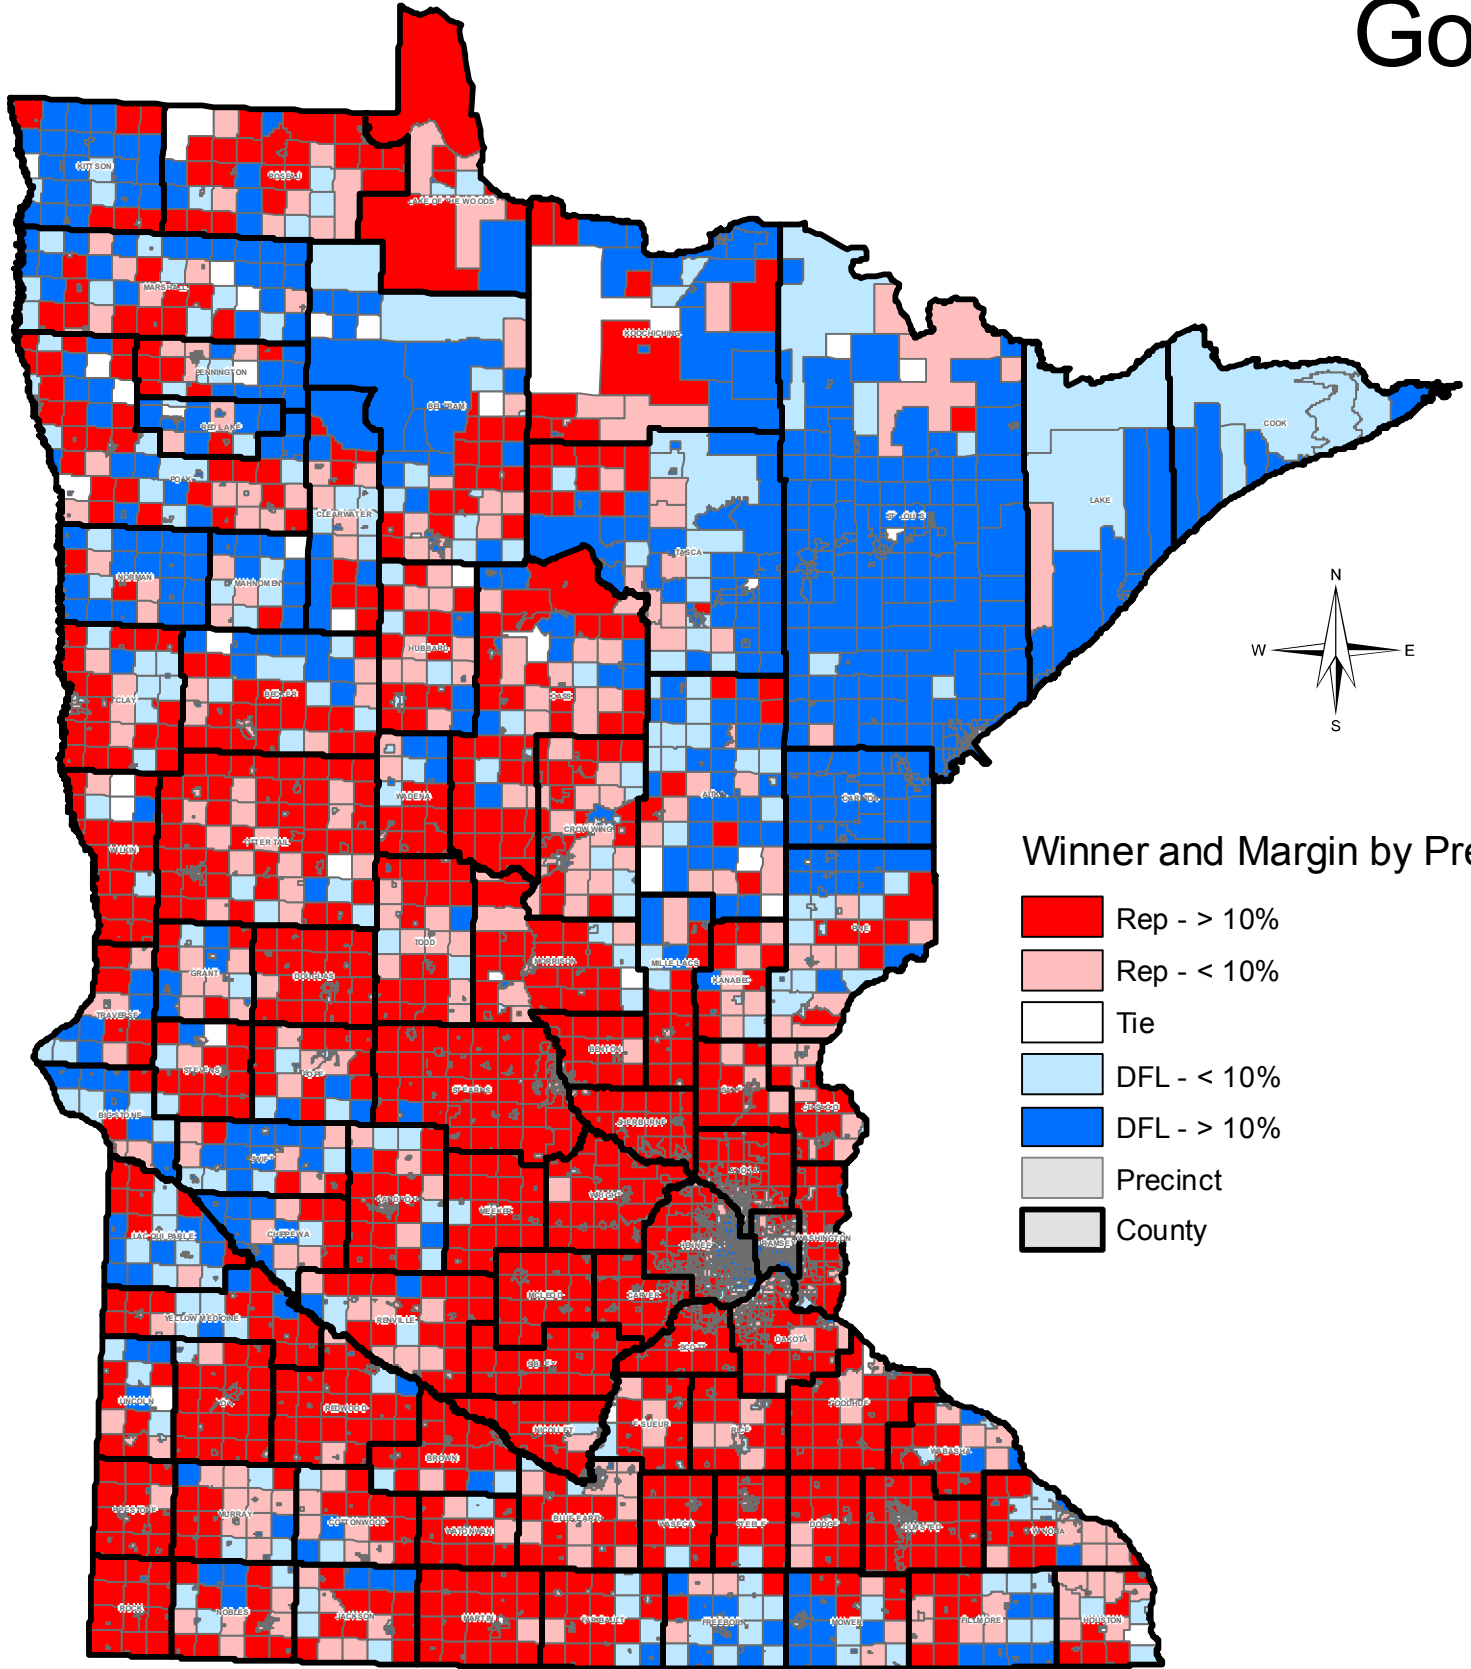 Go
KITTSON
ROSEAU
LAKE OF THE WOODS
MARSHALL
KOOCHICHING
PENNINGTON
BELTRAMI
COOK
RED LAKE
POLK
CLEARWATER
LAKE
ST. LOUIS
ITASCA
NORMAN
MAHNOMEN
N
HUBBARD
W
E
CASS
CLAY
BECKER
S
WADENA
AITKIN
CARLTON
CROW WING
OTTER TAIL
WILKIN
Winner and Margin by Pre
Rep - > 10%
Rep - < 10%
Tie
DFL - < 10%
DFL - > 10%
Precinct
County
PINE
TODD
MORRISON
MILLE LACS
GRANT
DOUGLAS
KANABEC
TRAVERSE
BENTON
STEVENS
POPE
STEARNS
ISANTI
BIG STONE
CHISAGO
SHERBURNE
SWIFT
ANOKA
WRIGHT
KANDIYOHI
MEEKER
LAC QUI PARLE
CHIPPEWA
HENNEPIN
RAMSEY
WASHINGTON
MCLEOD
CARVER
YELLOW MEDICINE
RENVILLE
DAKOTA
SCOTT
SIBLEY
LINCOLN
LYON
REDWOOD
GOODHUE
LE SUEUR
RICE
NICOLLET
WABASHA
BROWN
PIPESTONE
MURRAY
COTTONWOOD
WATONWAN
BLUE EARTH
WASECA
STEELE
DODGE
OLMSTED
WINONA
ROCK
NOBLES
JACKSON
MARTIN
FARIBAULT
FREEBORN
MOWER
FILLMORE
HOUSTON